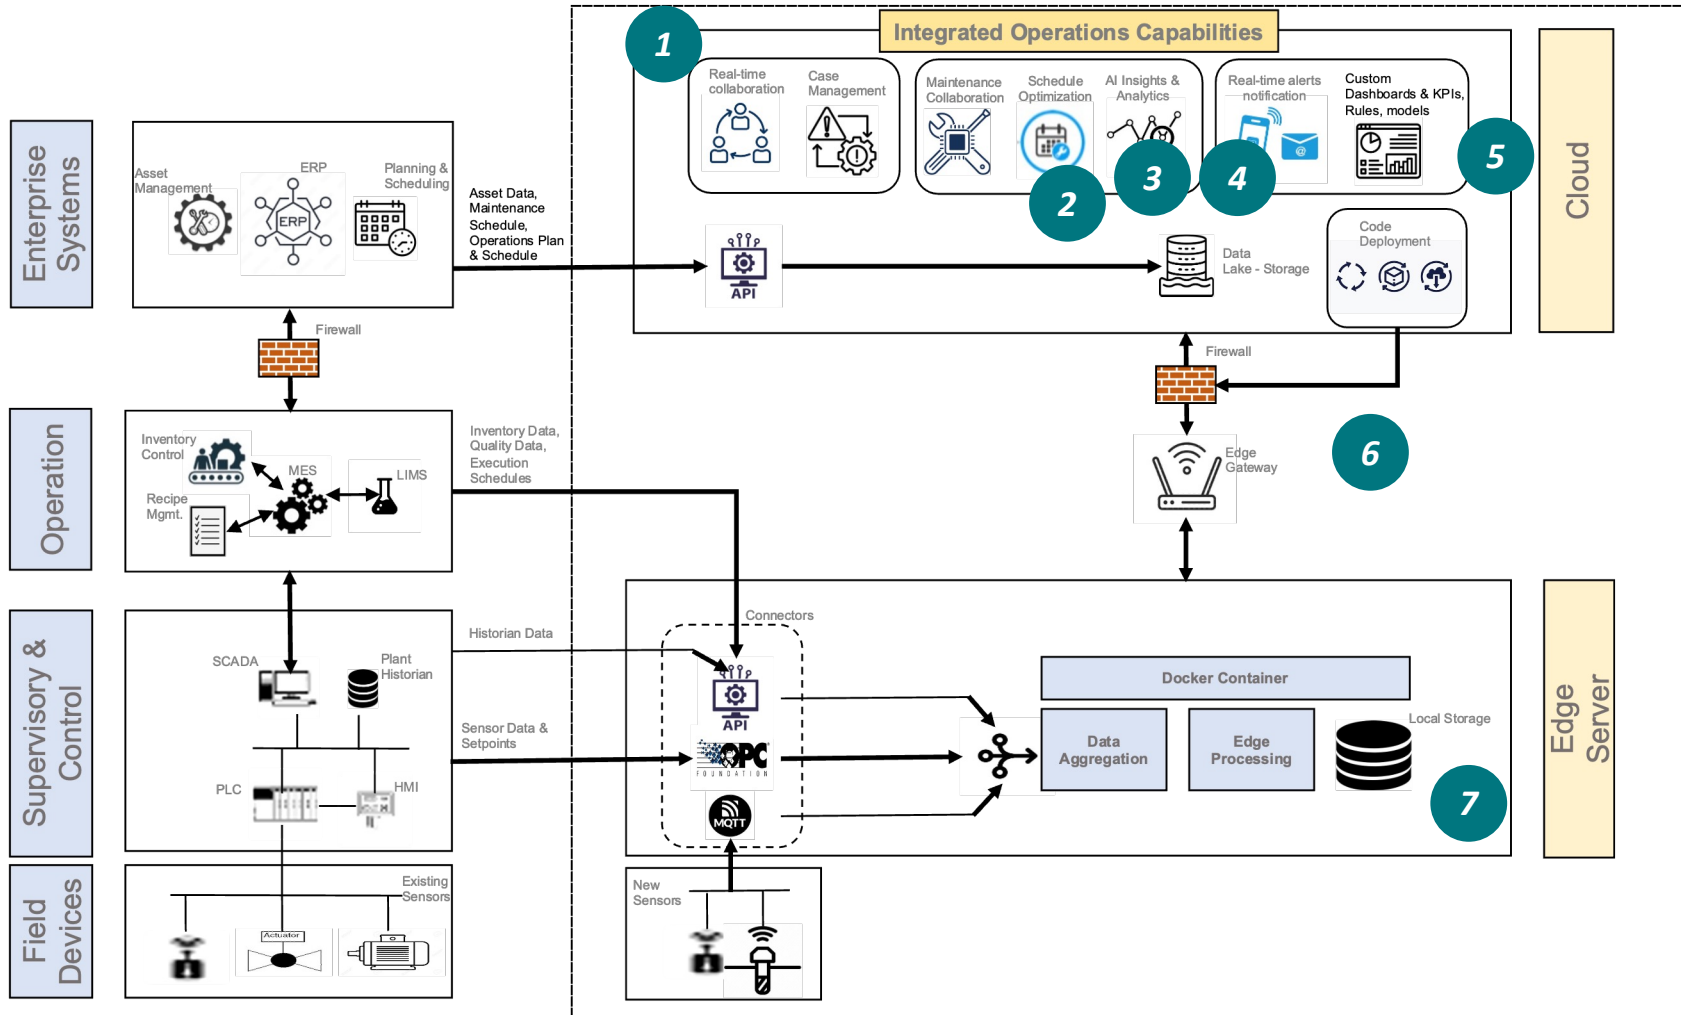 Integrated Operations Capabilities
1
Real-time
collaboration
Case
Management
Maintenance
Collaboration
Schedule
Optimization
AI Insights &
Analytics
Real-time alerts
notification
@
Custom
Dashboards & KPIs,
Rules, models
2
3
4
5
Cloud
Enterprise
Systems
Asset
Management
ERP
ERP
Planning &
Scheduling
Asset Data,
Maintenance
Schedule,
Operations Plan
& Schedule
API
Data
Lake - Storage
Code
Deployment
Firewall
Firewall
6
Edge
Gateway
Operation
Inventory
Control
MES
LIMS
Recipe
Mgmt.
Inventory Data,
Quality Data,
Execution
Schedules
Supervisory &
Control
SCADA
Plant
Historian
PLC
HMI
Historian Data
Sensor Data &
Setpoints
Connectors
API
OPC
FOUNDATION
MQTT
Docker Container
Data
Aggregation
Edge
Processing
Local Storage
7
Edge
Server
Field
Devices
Existing
Sensors
Actuator
New
Sensors